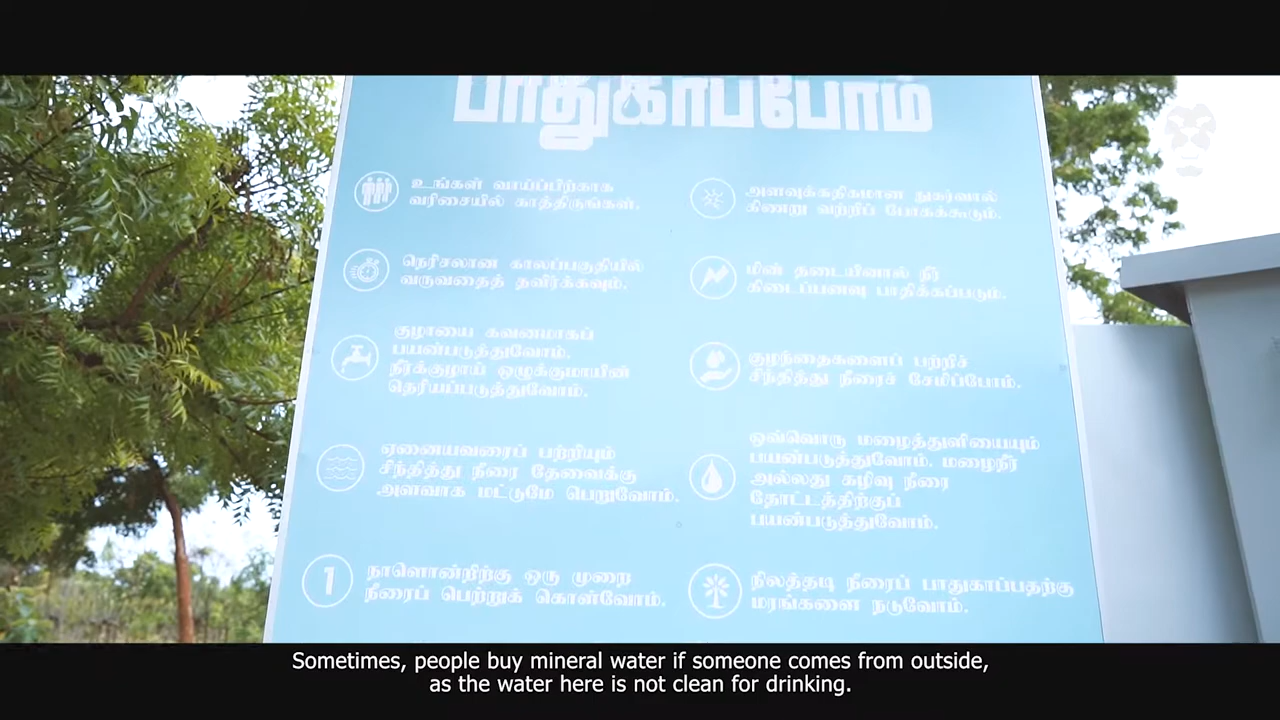 பாதுகாப்போம்
உங்கள் வாய்ப்பிற்காக
வரிசையில் காத்திருங்கள்.
நெரிசலான காலப்பகுதியில்
வருவதைத் தவிர்க்கவும்.
குழாயை கவனமாகப்
பயன்படுத்துவோம்.
நீர்க்குழாய் ஒழுக்குமாயின்
தெரியப்படுத்துவோம்.
ஏனையவரைப் பற்றியும்
சிந்தித்து நீரை தேவைக்கு
அளவாக மட்டுமே பெறுவோம்.
1
நாளொன்றிற்கு ஒரு முறை
நீரைப் பெற்றுக் கொள்வோம்.
அளவுக்கதிகமான நுகர்வால்
கிணறு வற்றிப் போகக்கூடும்.
மின் தடையினால் நீர்
கிடைப்பனவு பாதிக்கப்படும்.
குழந்தைகளைப் பற்றிச்
சிந்தித்து நீரைச் சேமிப்போம்.
ஒவ்வொரு மழைத்துளியையும்
பயன்படுத்துவோம். மழைநீர்
அல்லது கழிவு நீரை
தோட்டத்திற்குப்
பயன்படுத்துவோம்.
நிலத்தடி நீரைப் பாதுகாப்பதற்கு
மரங்களை நடுவோம்.
Sometimes, people buy mineral water if someone comes from outside,
as the water here is not clean for drinking.